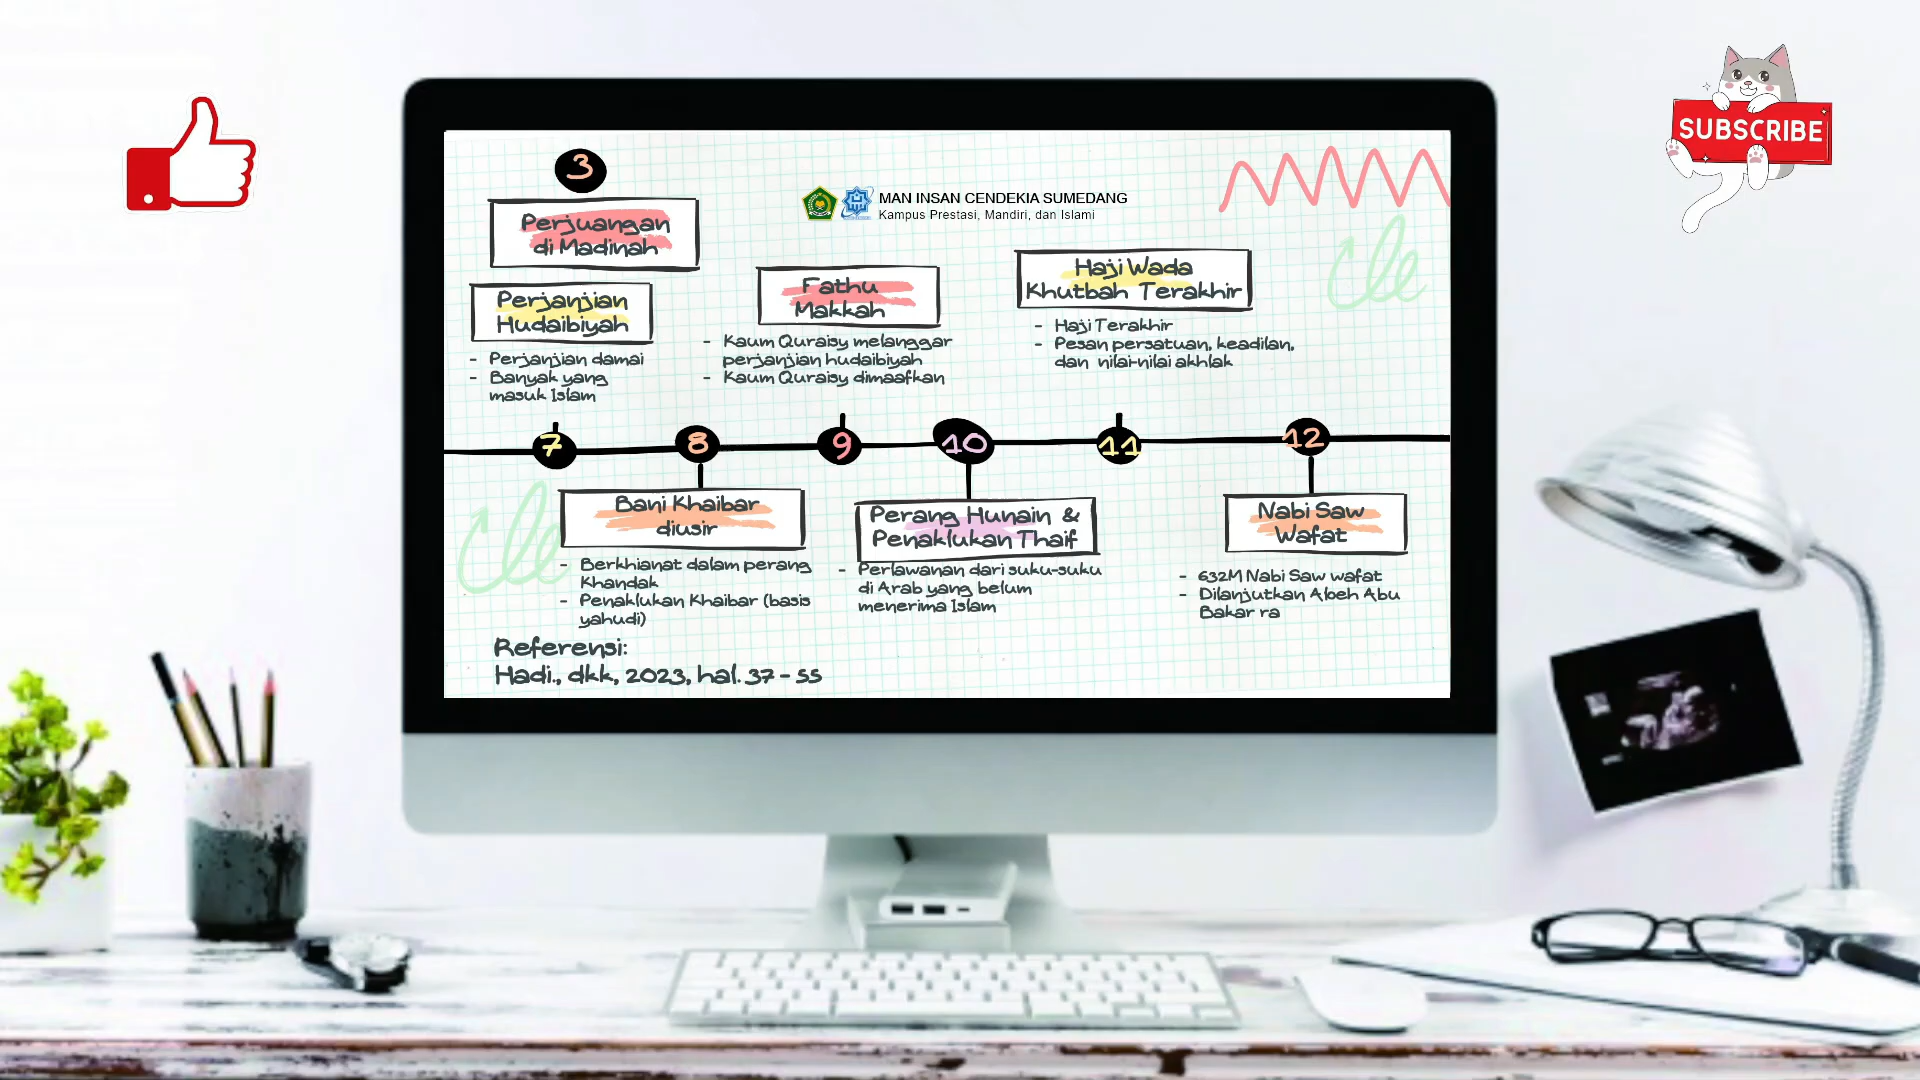 SUBSCRIBE
3
MAN INSAN CENDEKIA SUMEDANG
Kampus Prestasi, Mandiri, dan Islami
Perjuangan
di Madinah
Perjanjian
Hudaibiyah
- Perjanjian damai
- Banyak yang
masuk Islam
Fathu
Makkah
- Kaum Quraisy melanggar
perjanjian hudaibiyah
- Kaum Quraisy dimaafkan
Haji Wada
Khutbah Terakhir
- Haji Terakhir
- Pesan persatuan, keadilan,
dan nilai-nilai akhlak
7 8 9 10 11 12
Bani Khaibar
diusir
- Berkhianat dalam perang
Khandak
- Penaklukan Khaibar (basis
yahudi)
Perang Hunain &
Penaklukan Thaif
- Perlawanan dari suku-suku
di Arab yang belum
menerima Islam
Nabi Saw
Wafat
- 632M Nabi Saw wafat
- Dilanjutkan Aloeh Abu
Bakar ra
Referensi:
Hadi., dkk, 2023, hal. 37 - 55